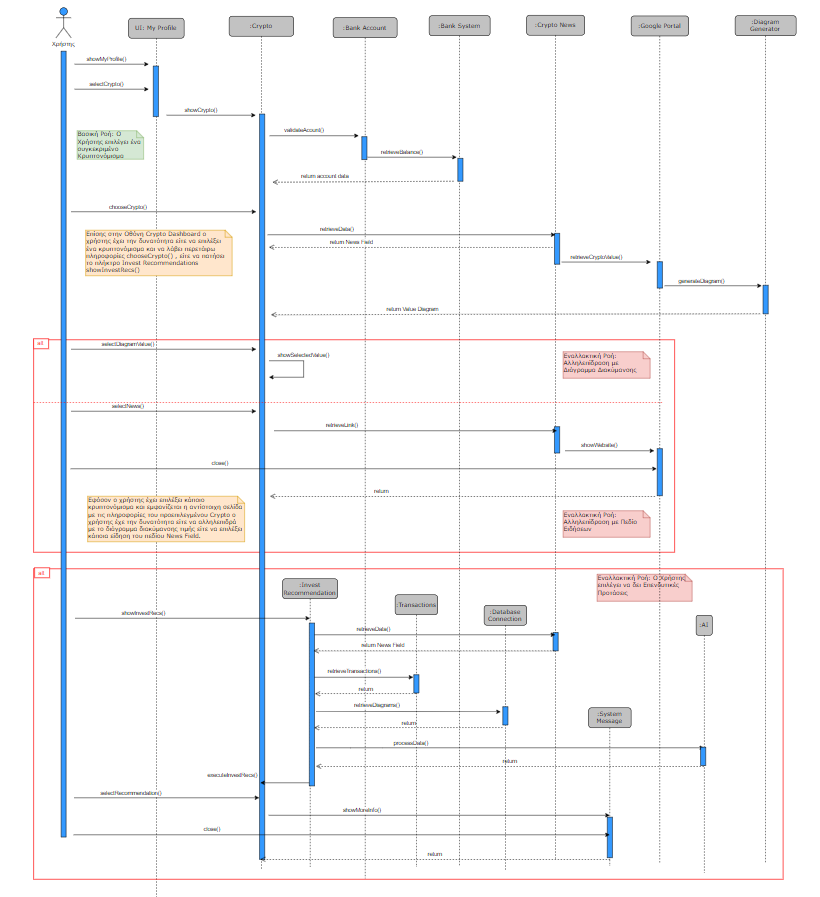 Χρήστης
UI: My Profile
:Crypto
:Bank Account
:Bank System
:Crypto News
:Google Portal
:Diagram
Generator
showMyProfile()
selectCrypto()
showCrypto()
validateAcount()
retrieveBalance()
return account date
Βασική Ροή: Ο
Χρήστης επιλέγει ένα
συγκεκριμένο
Κρυπτονόμισμα
chooseCrypto()
retrieveData()
return News Field
retrieveCryptoValue()
generateDiagram()
return Value Diagram
Επίσης στην Οθόνη Crypto Dashboard ο
χρήστης έχει την δυνατότητα είτε να επιλέξει
ένα κρυπτονόμισμα και να λάβει περεταίρω
πληροφορίες chooseCrypto() , είτε να πατήσει
το πλήκτρο Invest Recommendations
showInvestRecs()
alt
selectDiagramValue()
showSelectedValue()
Εναλλακτική Ροή:
Αλληλεπίδραση με
Διάγραμμα Διακύμανσης
selectNews()
retrieveLink()
showWebsite()
close()
return
Εφόσον ο χρήστης έχει επιλέξει κάποιο
κρυπτονόμισμα και εμφανίζεται η αντίστοιχη σελίδα
με τις πληροφορίες του προεπιλεγμένου Crypto ο
χρήστης έχε την δυνατότητα είτε να αλληλεπιδρά
με το διάγραμμα διακύμανσης τιμής είτε να επιλέξει
κάποια είδηση του πεδίου News Field.
Εναλλακτική Ροή:
Αλληλεπίδραση με Πεδίο
Ειδήσεων
alt
Εναλλακτική Ροή: Ο Χρήστης
επιλέγει να δει Επενδυτικές
Προτάσεις
:Invest
Recommendation
:Transactions
:Database
Connection
:AI
showInvestRecs()
retrieveData()
return News Field
retrieveTransactions()
return
retrieveDiagrams()
return
:System
Message
processData()
return
executeInvestRecs()
selectRecommendation()
showMoreInfo()
close()
return